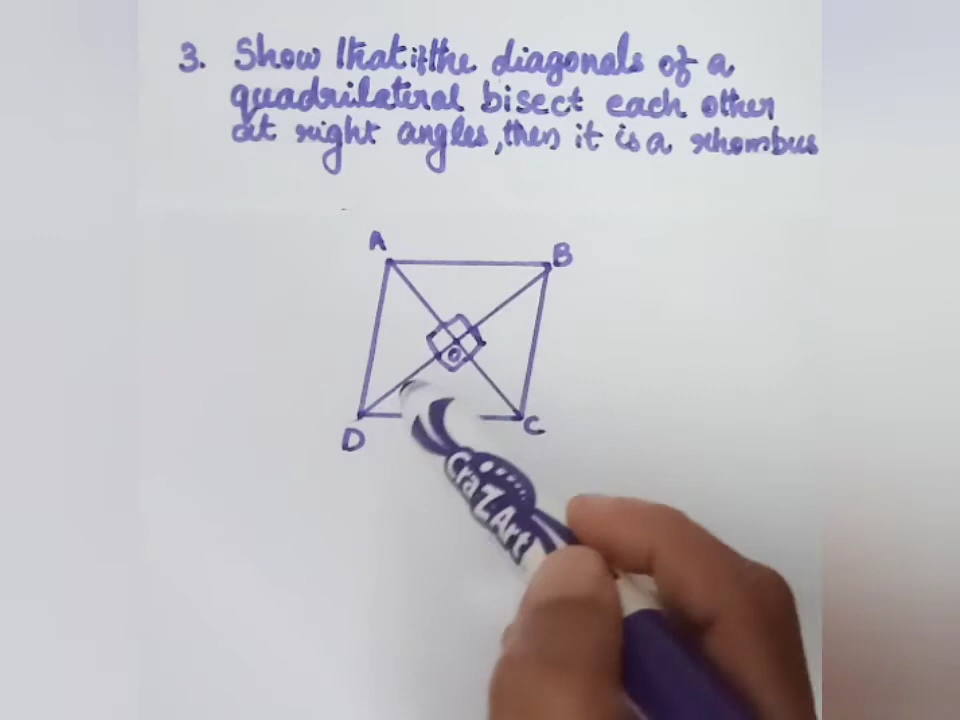 3. Show that if the diagonals of a
quadrilateral bisect each other
at right angles, then it is a rhombus
A
B
O
D
C
Cra-Z-Art